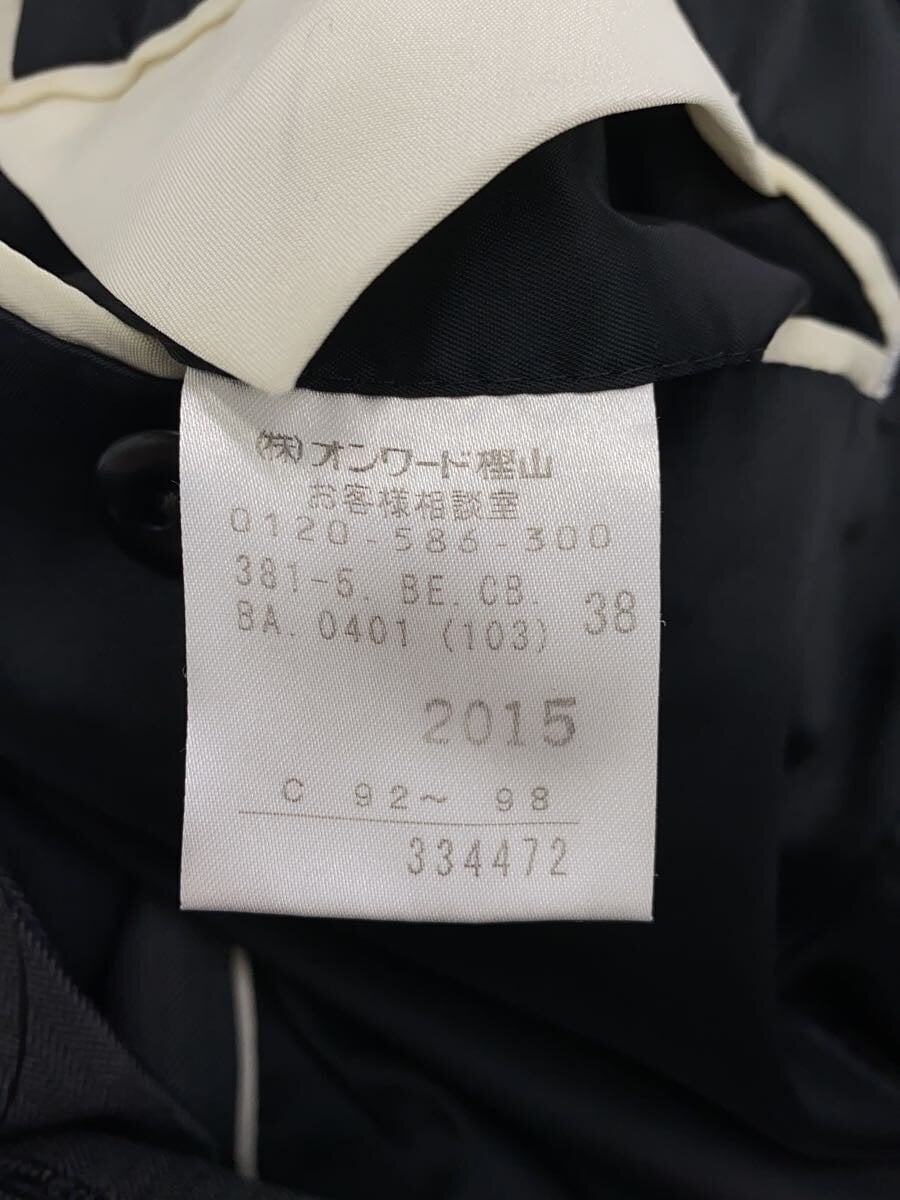 (株)オンワード樫山
お客様相談室
0120-586-300
381-5. BE. CB.
BA. 0401 (103) 38
2015
C 92～ 98
334472